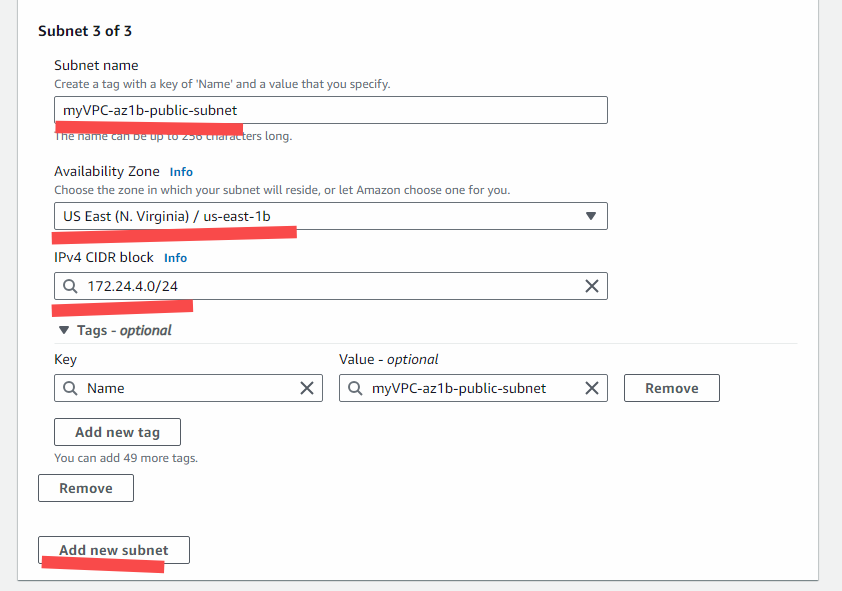 Subnet 3 of 3
Subnet name
Create a tag with a key of 'Name' and a value that you specify.
myVPC-az1b-public-subnet
The name can be up to 256 characters long.
Availability Zone Info
Choose the zone in which your subnet will reside, or let Amazon choose one for you.
US East (N. Virginia) / us-east-1b
IPv4 CIDR block Info
172.24.4.0/24
Tags - optional
Key Value - optional
Name myVPC-az1b-public-subnet Remove
Add new tag
You can add 49 more tags.
Remove
Add new subnet